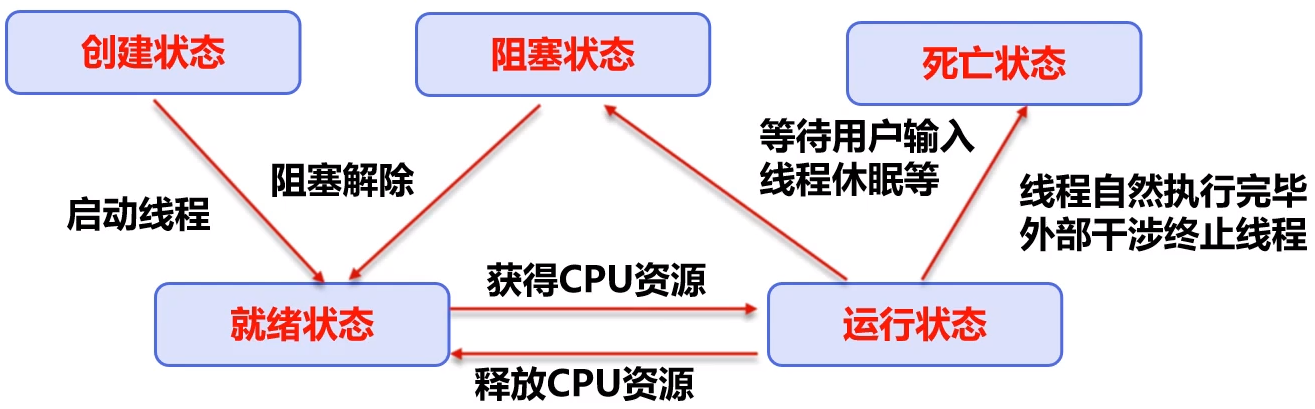 创建状态
阻塞状态
死亡状态
等待用户输入
线程休眠等
阻塞解除
启动线程
线程自然执行完毕
外部干涉终止线程
获得CPU资源
就绪状态
运行状态
释放CPU资源